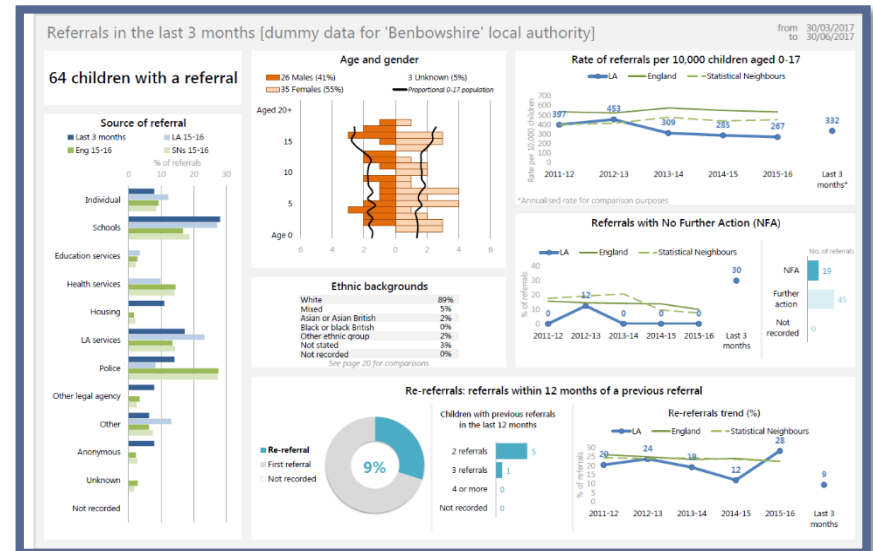 Referrals in the last 3 months [dummy data for 'Benbowshire' local authority]
from 30/03/2017
to 30/06/2017
64 children with a referral
Source of referral
Last 3 months
LA 15-16
Eng 15-16
SNs 15-16
% of referrals
0 10 20 30
Individual
Schools
Education services
Health services
Housing
LA services
Police
Other legal agency
Other
Anonymous
Unknown
Not recorded
Age and gender
26 Males (41%)
3 Unknown (5%)
35 Females (55%)
Proportional 0-17 population
Aged 20+
15
10
5
Age 0
6 4 2 0 2 4 6
Ethnic backgrounds
White 89%
Mixed 5%
Asian or Asian British 2%
Black or black British 0%
Other ethnic group 2%
Not stated 3%
Not recorded 0%
See page 20 for comparisons
Rate of referrals per 10,000 children aged 0-17
LA England Statistical Neighbours
Rate per 10,000 children
700
600
500
400
300
200
100
0
397 453 309 285 267 332
2011-12 2012-13 2013-14 2014-15 2015-16 Last 3
months*
*Annualised rate for comparison purposes
Referrals with No Further Action (NFA)
LA England Statistical Neighbours
% of referrals
40
30
20
10
0
0 12 0 0 0 30
2011-12 2012-13 2013-14 2014-15 2015-16 Last 3
months
No. of referrals
NFA 19
Further
action 45
Not
recorded 0
Re-referrals: referrals within 12 months of a previous referral
Re-referral
First referral
Not recorded
9%
Children with previous referrals
in the last 12 months
2 referrals 5
3 referrals 1
4 or more 0
Not recorded 0
Re-referrals trend (%)
LA England Statistical Neighbours
% of referrals
30
25
20
15
10
5
0
20 24 19 12 28 9
2011-12 2012-13 2013-14 2014-15 2015-16 Last 3
months